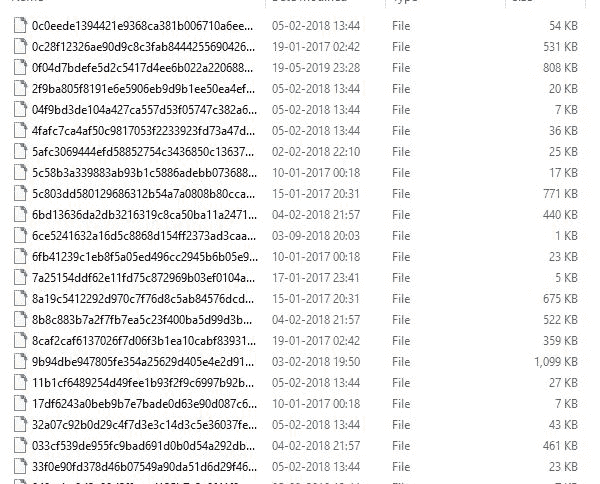 0c0eede1394421e9368ca381b006710a6ee... 05-02-2018 13:44 File 54 KB
0c28f12326ae90d9c8c3fab8444255690426... 19-01-2017 02:42 File 531 KB
0f04d7bdefe5d2c5417d4ee6b022a220688... 19-05-2019 23:28 File 808 KB
2f9ba805f8191e6e5906eb9d9b1ee50ea4ef... 05-02-2018 13:44 File 20 KB
04f9bd3de104a427ca557d53f05747c382a6... 05-02-2018 13:44 File 7 KB
4fafc7ca4af50c9817053f2233923fd73a47d... 05-02-2018 13:44 File 36 KB
5afc3069444efd58852754c3436850c13637... 02-02-2018 22:10 File 25 KB
5c58b3a339883ab93b1c5886adebb073688... 10-01-2017 00:18 File 17 KB
5c803dd580129686312b54a7a0808b80cca... 15-01-2017 20:31 File 771 KB
6bd13636da2db3216319c8ca50ba11a2471... 04-02-2018 21:57 File 440 KB
6ce5241632a16d5c8868d154ff2373ad3caa... 03-09-2018 20:03 File 1 KB
6fb41239c1eb8f5a05ed496cc2945b6b05e9... 10-01-2017 00:18 File 23 KB
7a25154ddf62e11fd75c872969b03ef0104a... 17-01-2017 23:41 File 5 KB
8a19c5412292d970c7f76d8c5ab84576dcd... 15-01-2017 20:31 File 675 KB
8b8c883b7a2f7fb7ea5c23f400ba5d99d3b... 04-02-2018 21:57 File 522 KB
8caf2caf6137026f7d06f3b1ea10cabf83931... 19-01-2017 02:42 File 359 KB
9b94dbe947805fe354a25629d405e4e2d91... 03-02-2018 19:50 File 1,099 KB
11b1cf6489254d49fee1b93f2f9c6997b92b... 05-02-2018 13:44 File 27 KB
17df6243a0beb9b7e7bade0d63e90d087c6... 10-01-2017 00:18 File 7 KB
32a07c92b0d29c4f7d3e3c14d3c5e36037fe... 05-02-2018 13:44 File 43 KB
033cf539de955fc9bad691d0b0d54a292db... 04-02-2018 21:57 File 461 KB
33f0e90fd378d46b07549a90da51d6d29f46... 05-02-2018 13:44 File 23 KB